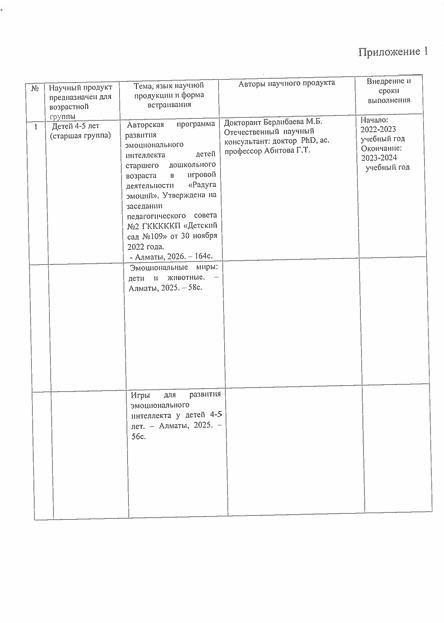 Приложение 1
№
Научный продукт
предназначен для
возрастной
группы
Тема, язык научной
продукции и форма
встраивания
Авторы научного продукта
Внедрение и
сроки
выполнения
1
Детей 4-5 лет
(старшая группа)
Авторская программа
развития
эмоционального
интеллекта детей
старшего дошкольного
возраста в игровой
деятельности «Радуга
эмоций». Утверждена на
заседании
педагогического совета
№2 ГККККП «Детский
сад №109» от 30 ноября
2022 года.
- Алматы, 2026. – 164с.
Докторант Берлибаева М.Б.
Отечественный научный
консультант: доктор PhD, ас.
профессор Абитова Г.Т.
Начало:
2022-2023
учебный год
Окончание:
2023-2024
учебный год
Эмоциональные миры:
дети и животные. –
Алматы, 2025. – 58с.
Игры для развития
эмоционального
интеллекта у детей 4-5
лет. – Алматы, 2025. –
56с.